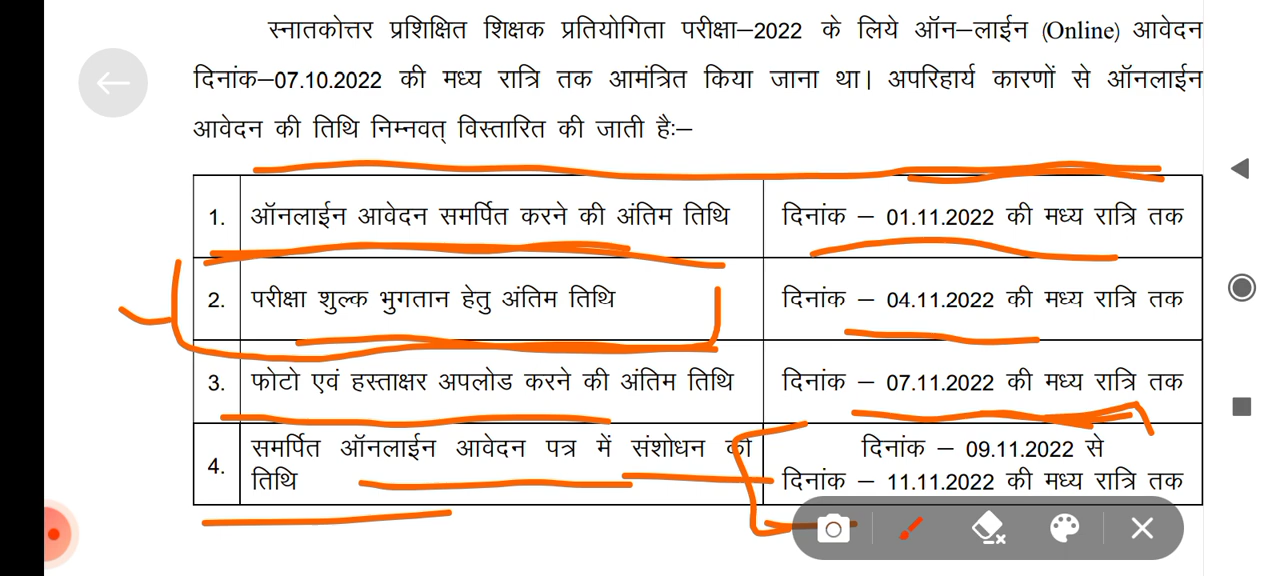 स्नातकोत्तर प्रशिक्षित शिक्षक प्रतियोगिता परीक्षा–2022 के लिये ऑन–लाईन (Online) आवेदन
दिनांक–07.10.2022 की मध्य रात्रि तक आमंत्रित किया जाना था। अपरिहार्य कारणों से ऑनलाईन
आवेदन की तिथि निम्नवत् विस्तारित की जाती हैः–
1. ऑनलाईन आवेदन समर्पित करने की अंतिम तिथि दिनांक – 01.11.2022 की मध्य रात्रि तक
2. परीक्षा शुल्क भुगतान हेतु अंतिम तिथि दिनांक – 04.11.2022 की मध्य रात्रि तक
3. फोटो एवं हस्ताक्षर अपलोड करने की अंतिम तिथि दिनांक – 07.11.2022 की मध्य रात्रि तक
4. समर्पित ऑनलाईन आवेदन पत्र में संशोधन की
तिथि
दिनांक – 09.11.2022 से
दिनांक – 11.11.2022 की मध्य रात्रि तक